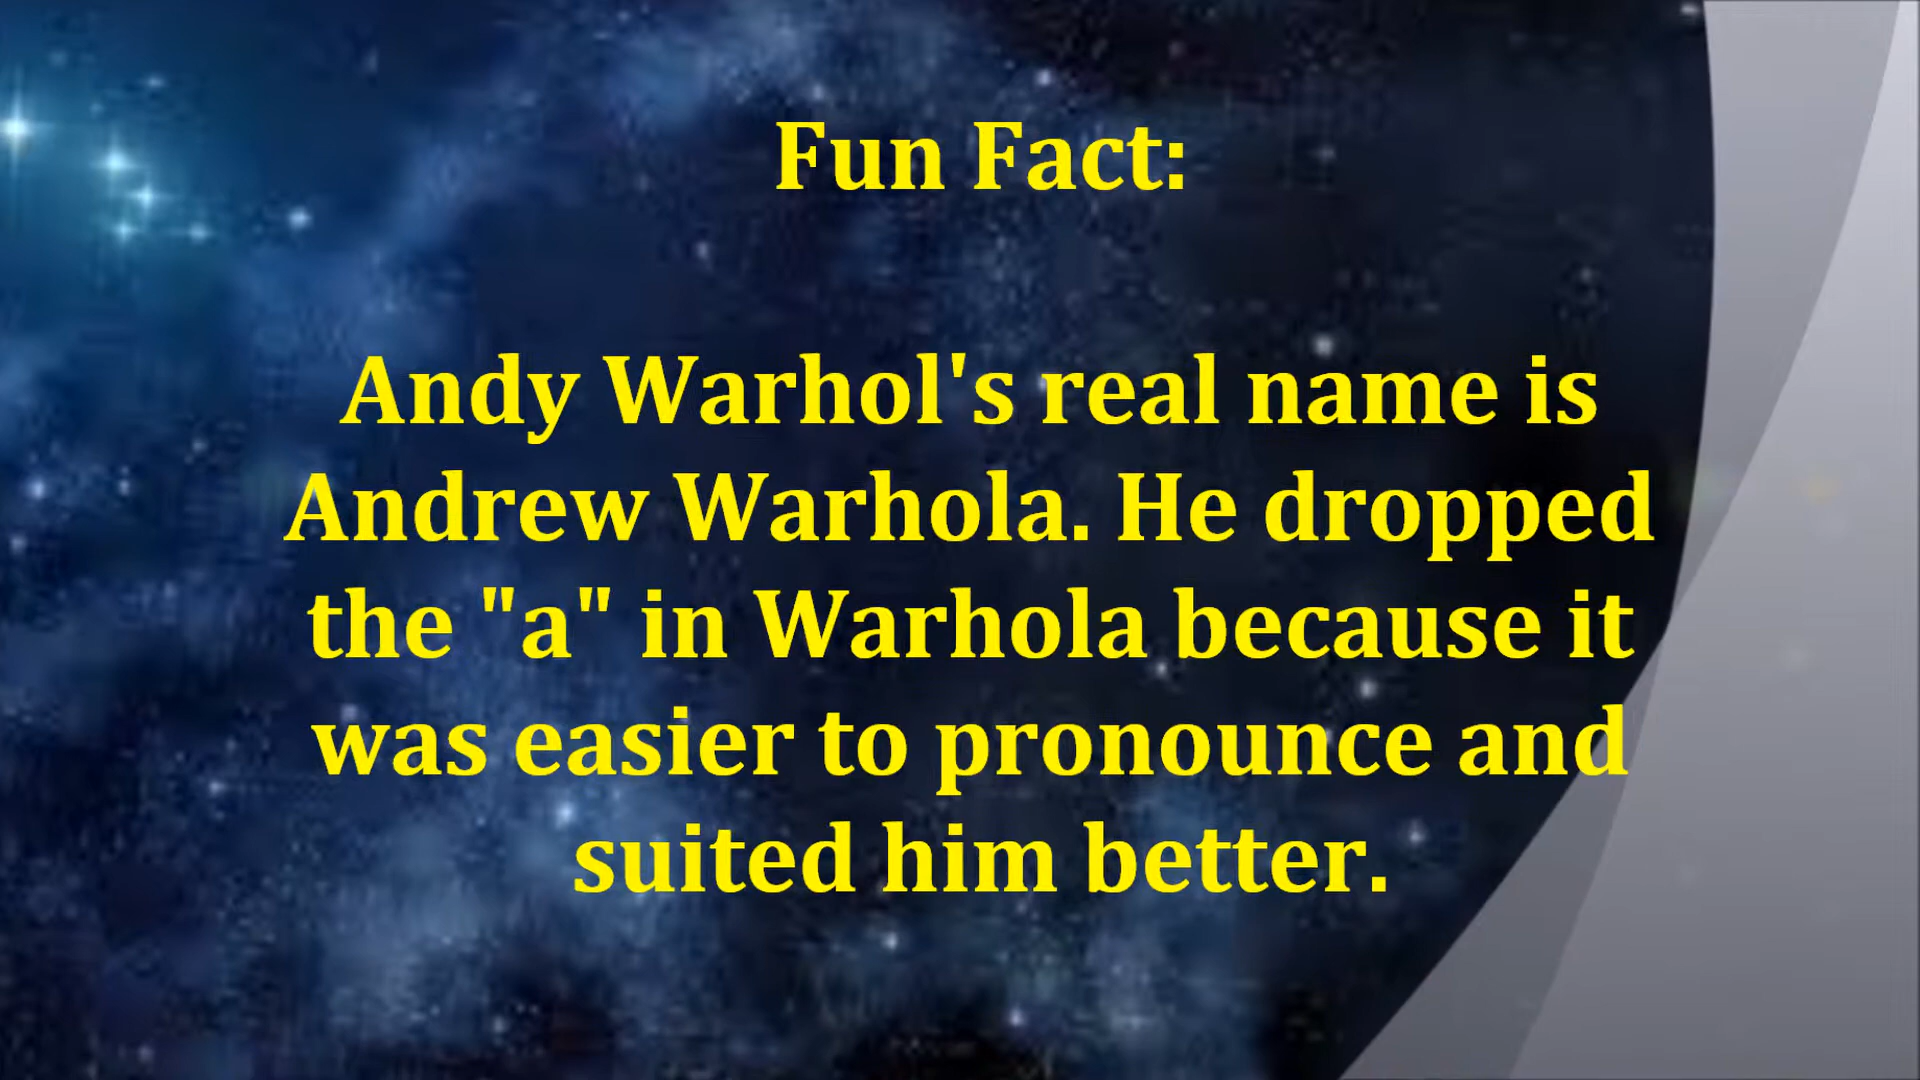 Fun Fact:
Andy Warhol's real name is
Andrew Warhola. He dropped
the "a" in Warhola because it
was easier to pronounce and
suited him better.